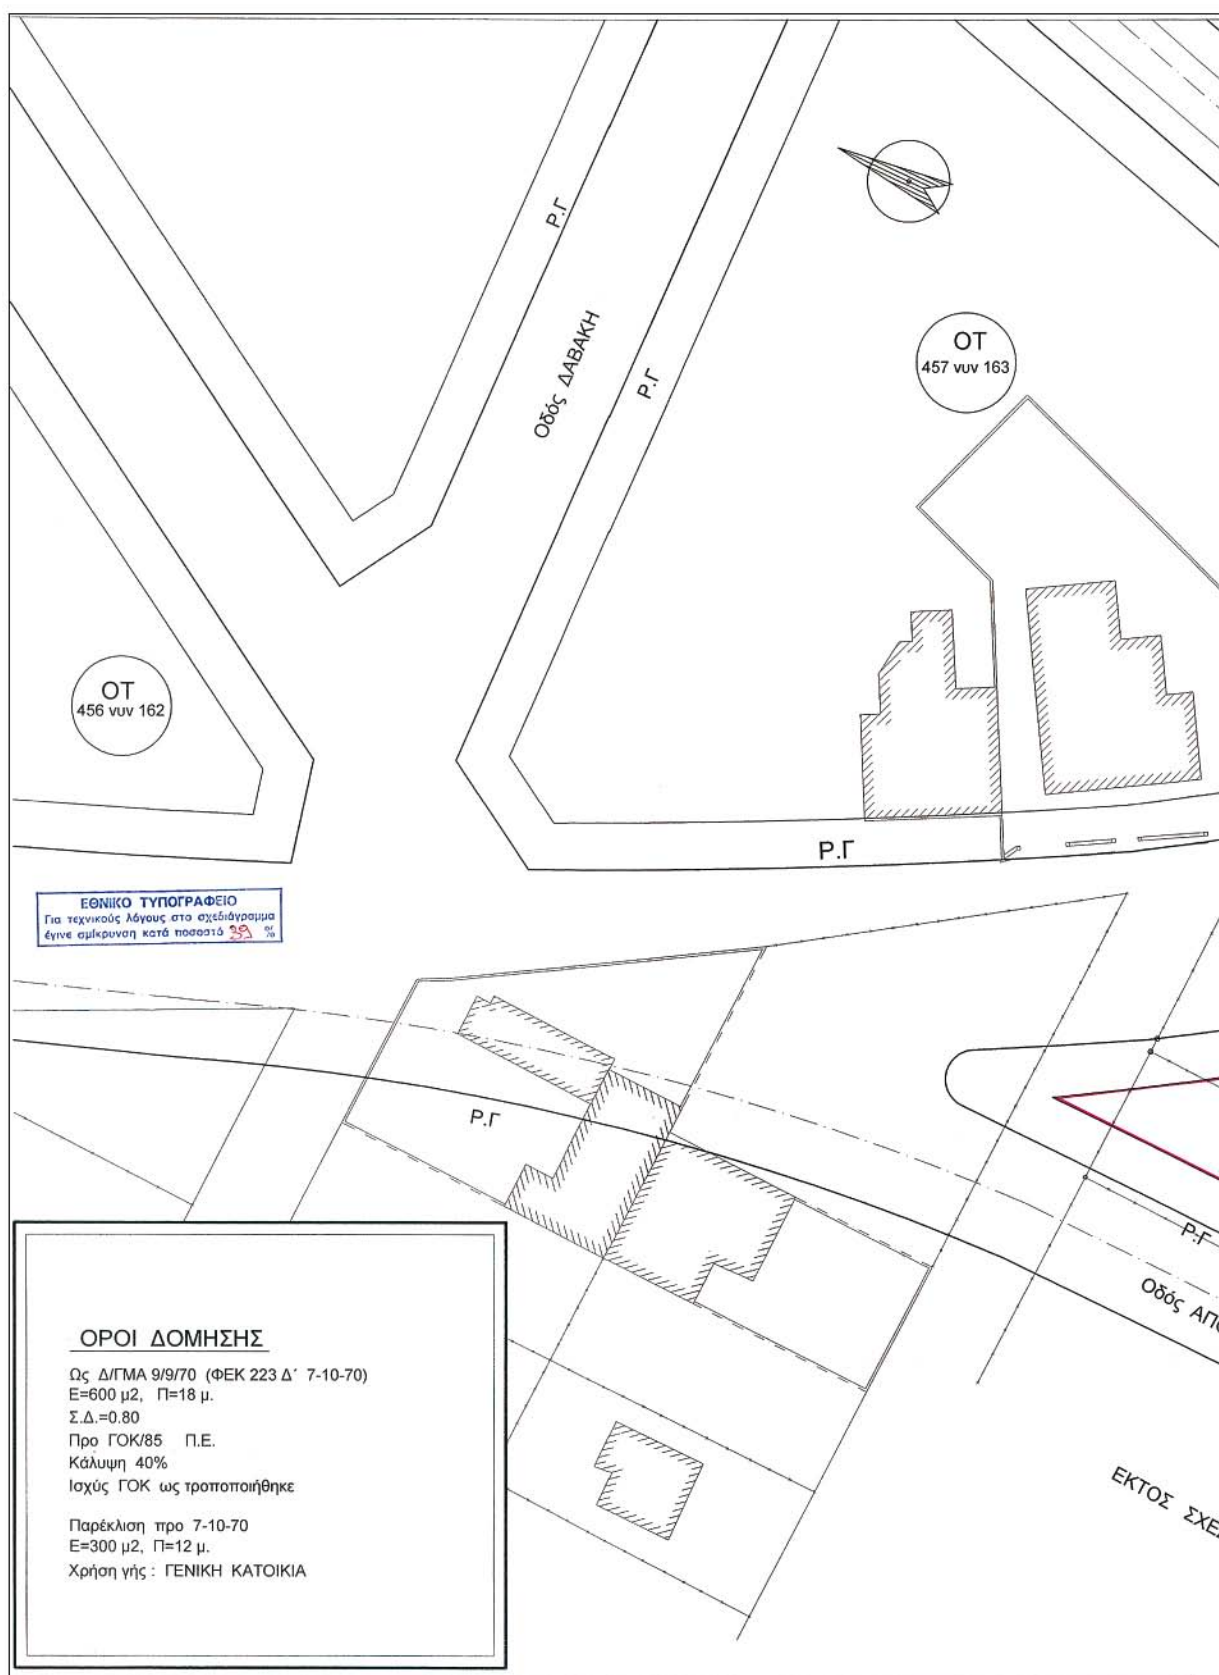 Ρ.Γ
Οδός ΔΑΒΑΚΗ
Ρ.Γ
ΟΤ
457 νυν 163
ΟΤ
456 νυν 162
Ρ.Γ
ΕΘΝΙΚΟ ΤΥΠΟΓΡΑΦΕΙΟ
Για τεχνικούς λόγους στο σχεδιάγραμμα
έγινε σμίκρυνση κατά ποσοστό 39 %
Ρ.Γ
Ρ.Γ
Οδός ΑΠΟ
ΕΚΤΟΣ ΣΧΕ
ΟΡΟΙ ΔΟΜΗΣΗΣ
Ως Δ/ΓΜΑ 9/9/70 (ΦΕΚ 223 Δ΄ 7-10-70)
Ε=600 μ2, Π=18 μ.
Σ.Δ.=0.80
Προ ΓΟΚ/85 Π.Ε.
Κάλυψη 40%
Ισχύς ΓΟΚ ως τροποποιήθηκε
Παρέκλιση προ 7-10-70
Ε=300 μ2, Π=12 μ.
Χρήση γής : ΓΕΝΙΚΗ ΚΑΤΟΙΚΙΑ